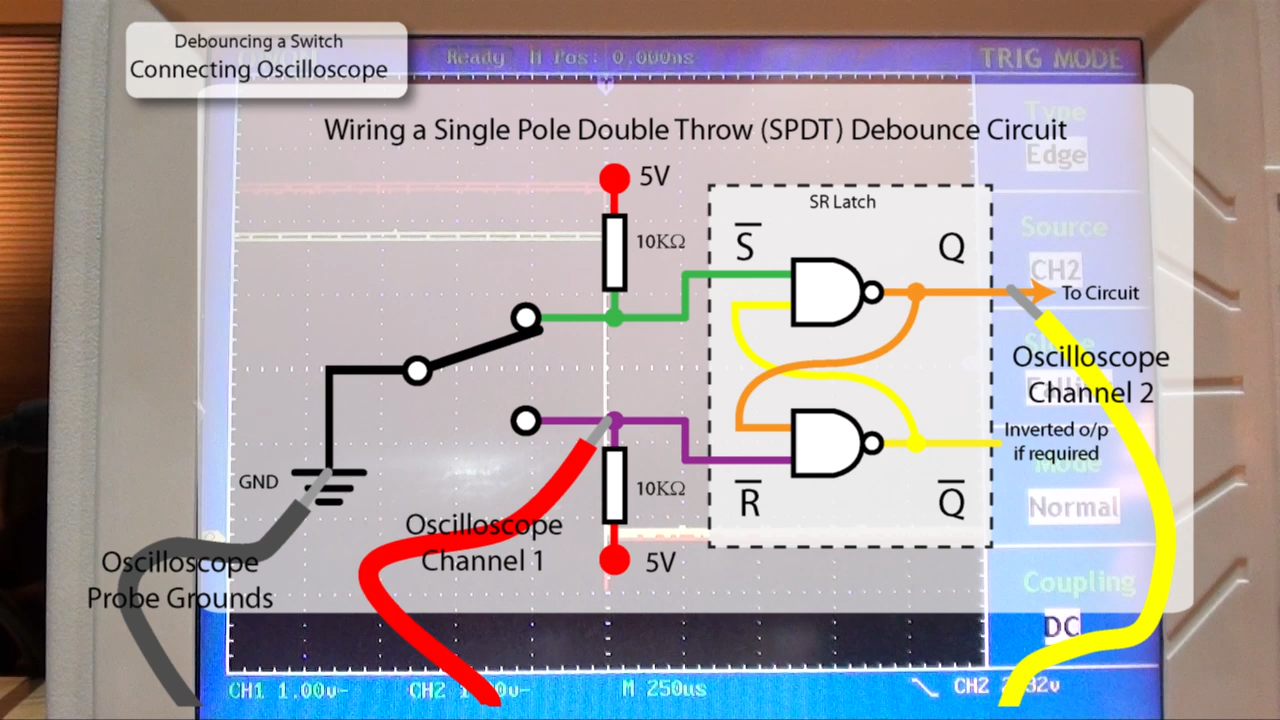 Debouncing a Switch
Connecting Oscilloscope
Ready M Pos: 0.000ns TRIG MODE
Type
Edge
Wiring a Single Pole Double Throw (SPDT) Debounce Circuit
5V
SR Latch
10KΩ
S Q
Source
CH2
To Circuit
Oscilloscope
Channel 2
Inverted o/p
if required
Mode
Normal
GND
10KΩ
R Q
Oscilloscope
Channel 1
5V
Oscilloscope
Probe Grounds
Coupling
DC
CH1 1.00v
M 250us